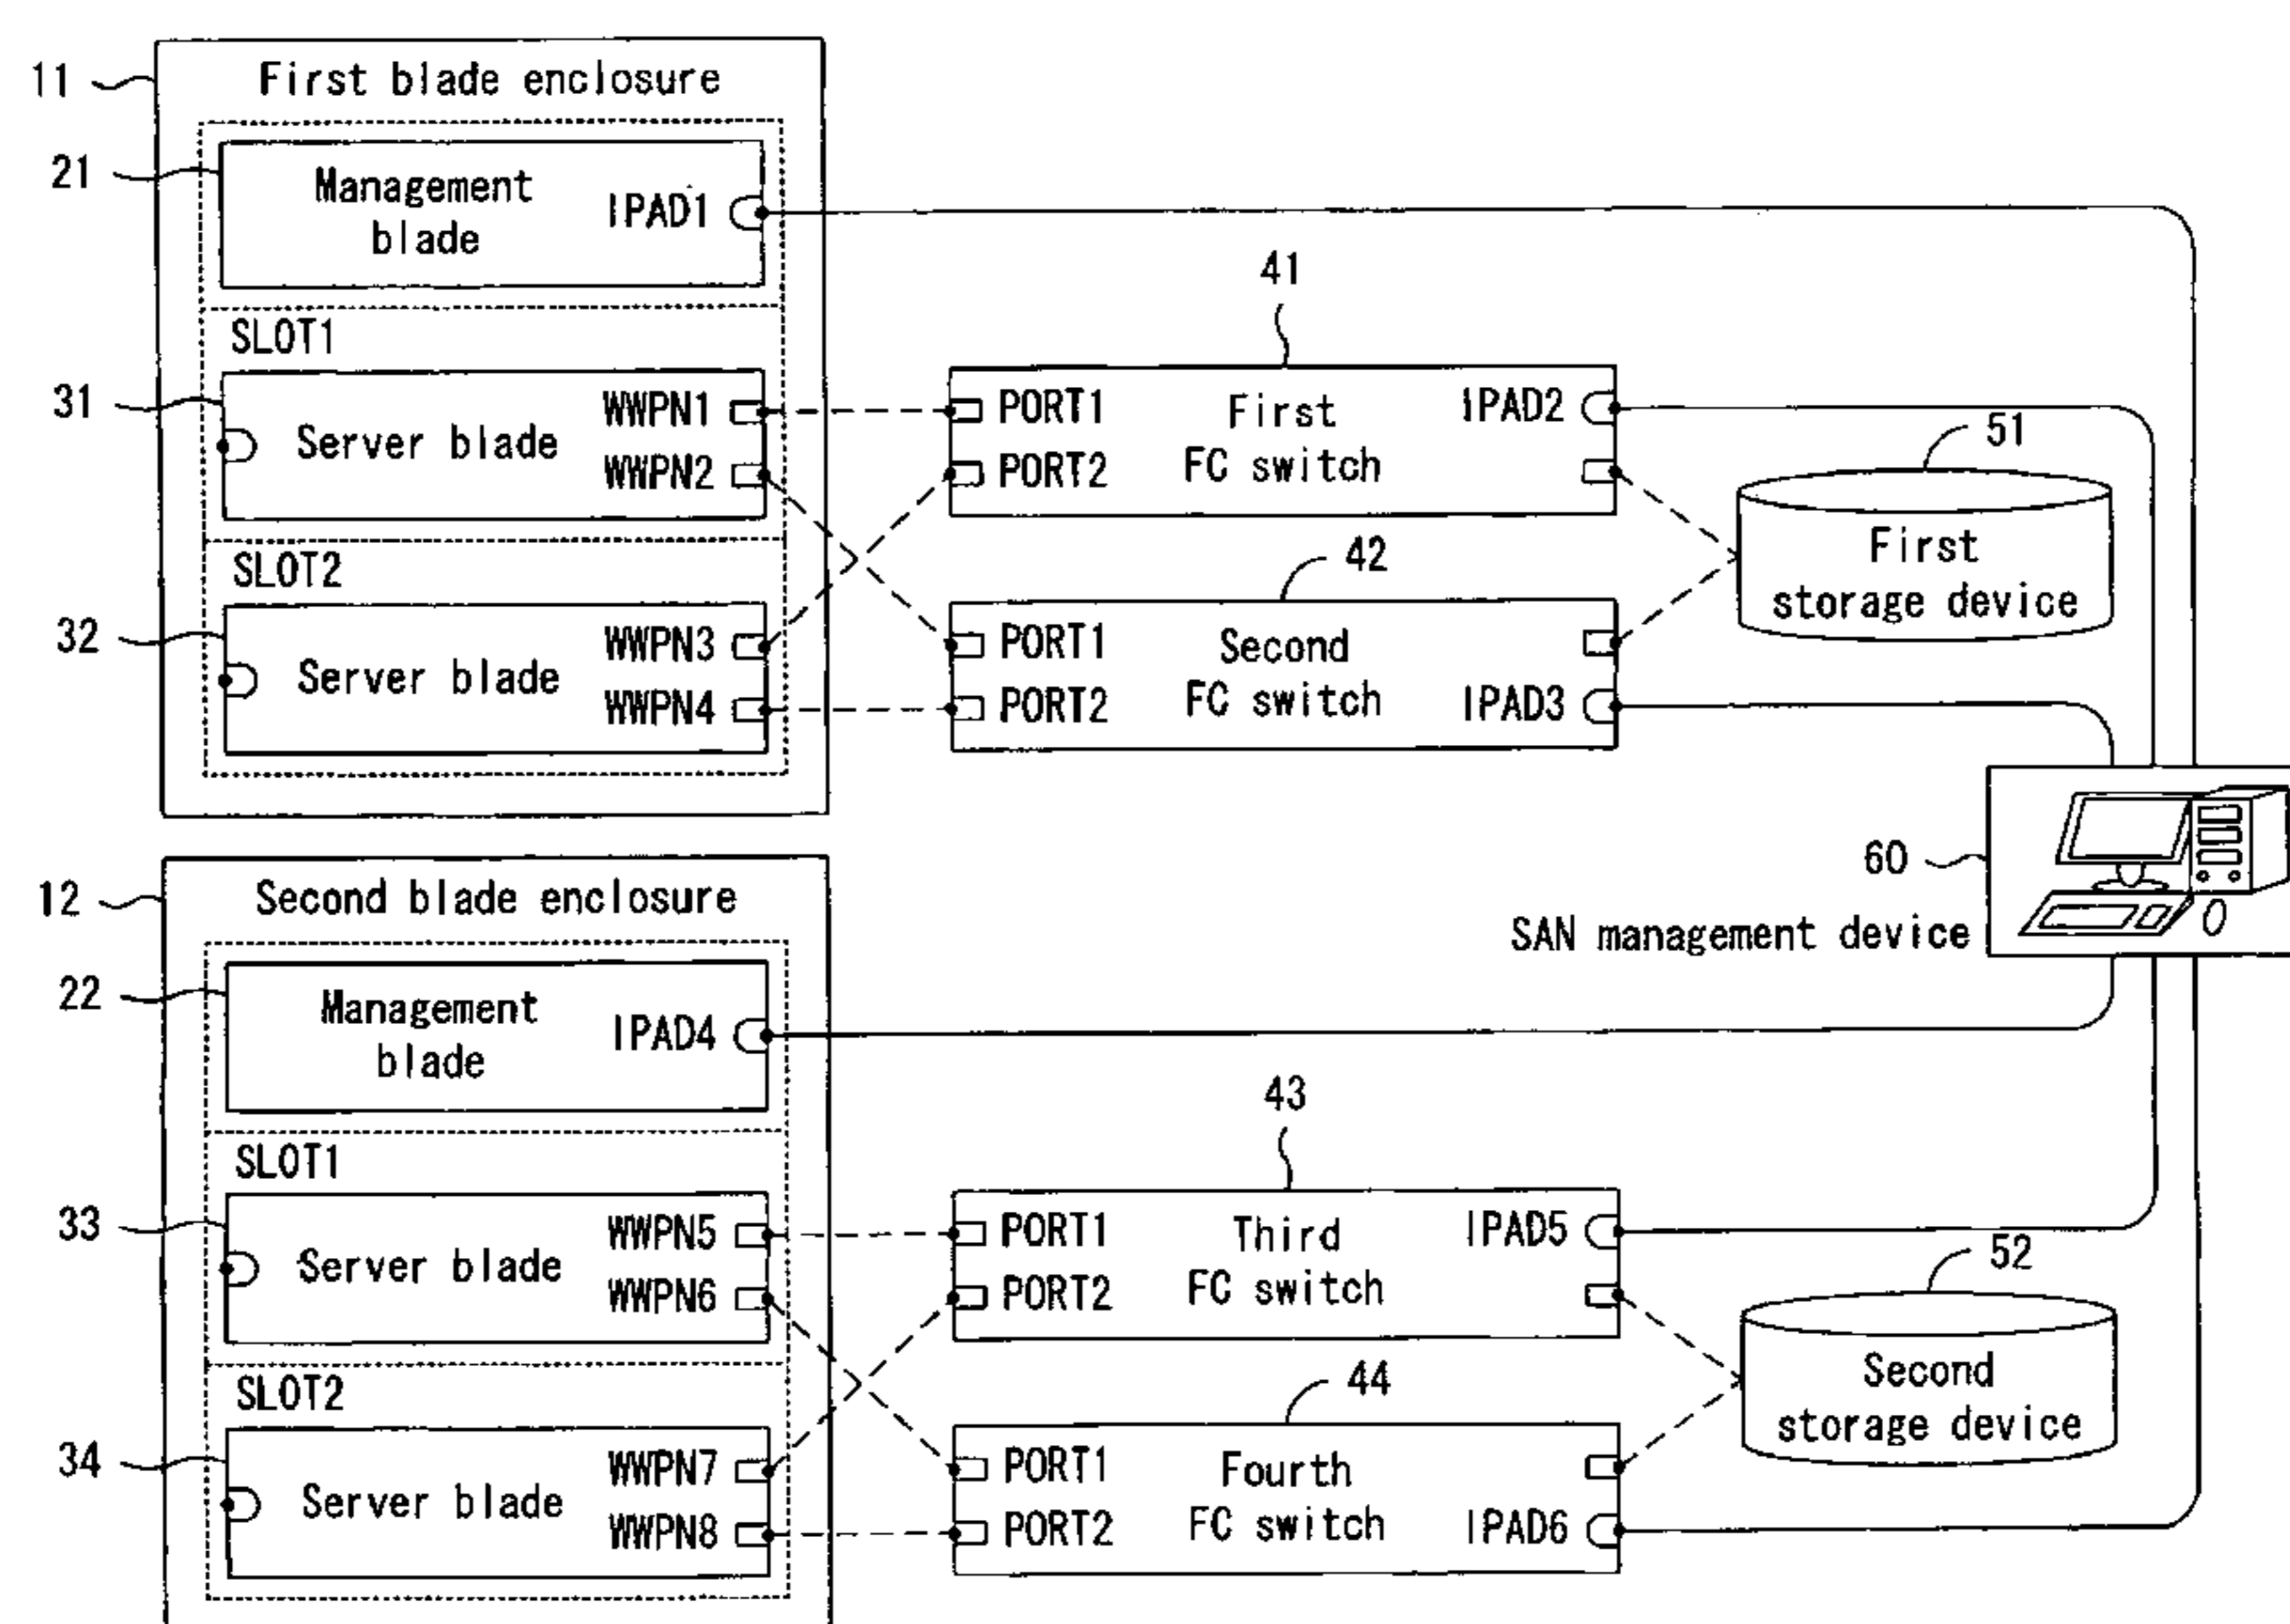 11
First blade enclosure
21
Management
blade
IPAD1
SLOT1
31
Server blade
WWPN1
WWPN2
SLOT2
32
Server blade
WWPN3
WWPN4
41
PORT1
PORT2
First
FC switch
IPAD2
42
PORT1
PORT2
Second
FC switch
IPAD3
51
First
storage device
60
SAN management device
12
Second blade enclosure
22
Management
blade
IPAD4
SLOT1
33
Server blade
WWPN5
WWPN6
SLOT2
34
Server blade
WWPN7
WWPN8
43
PORT1
PORT2
Third
FC switch
IPAD5
44
PORT1
PORT2
Fourth
FC switch
IPAD6
52
Second
storage device